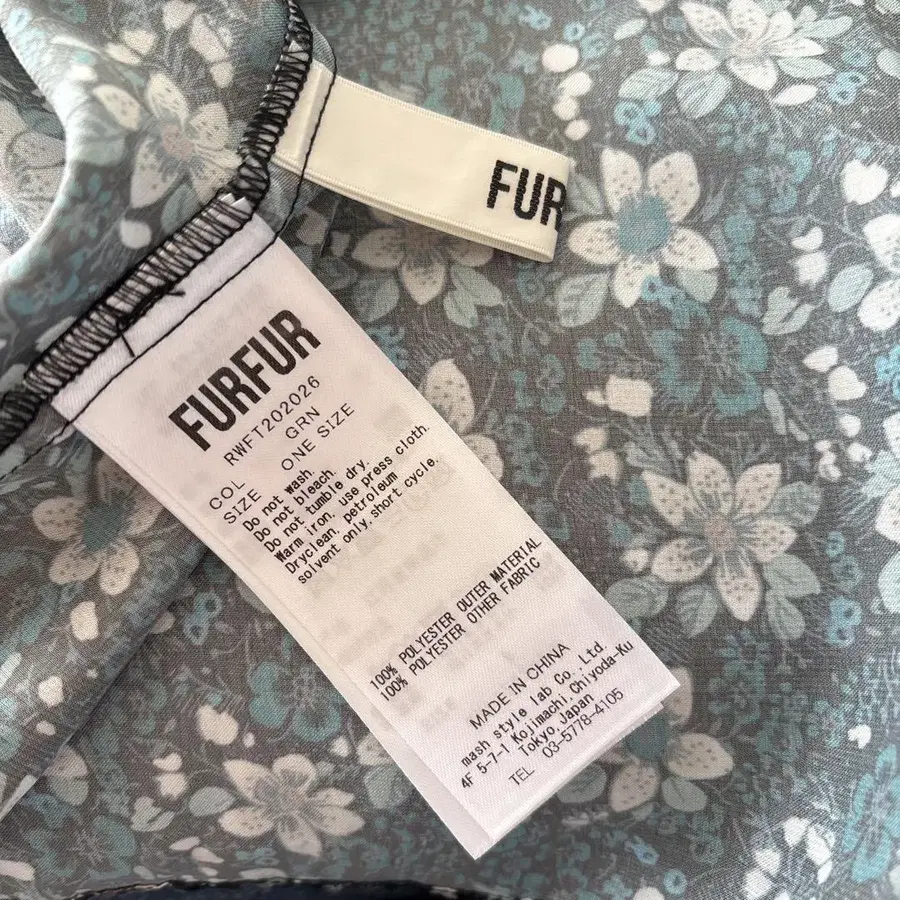 FUR
FURFUR
RWFT202026
COL GRN
SIZE ONE SIZE
Do not wash.
Do not bleach.
Do not tumble dry.
Warm iron, use press cloth.
Dryclean, petroleum
solvent only, short cycle.
100% POLYESTER OUTER MATERIAL
100% POLYESTER OTHER FABRIC
MADE IN CHINA
mash style lab Co., Ltd.
4F 5-7-1 Kojimachi, Chiyoda-Ku
Tokyo, Japan
TEL 03-5778-4105